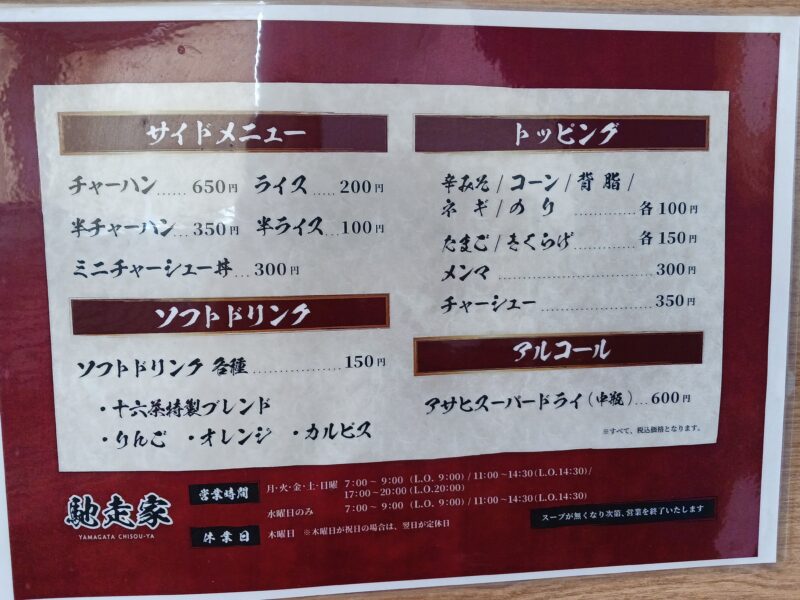 サイドメニュー
チャーハン……650円 ライス……200円
半チャーハン…350円 半ライス…100円
ミニチャーシュー丼…300円
ソフトドリンク
ソフトドリンク 各種………………150円
・十六茶特製ブレンド
・りんご ・オレンジ ・カルピス
トッピング
辛みそ/コーン/背脂/
ネギ/のり………………各100円
たまご/きくらげ………………各150円
メンマ………………300円
チャーシュー………………350円
アルコール
アサヒスーパードライ(中瓶)…600円
※すべて、税込価格となります。
馳走家
YAMAGATA CHISOU-YA
営業時間 月・火・金・土・日曜 7:00～9:00 (L.O. 9:00) / 11:00～14:30(L.O.14:30) /
17:00～20:00(L.O.20:00)
水曜日のみ 7:00～9:00 (L.O. 9:00) / 11:00～14:30(L.O.14:30)
休業日 木曜日 ※木曜日が祝日の場合は、翌日が定休日
スープが無くなり次第、営業を終了いたします